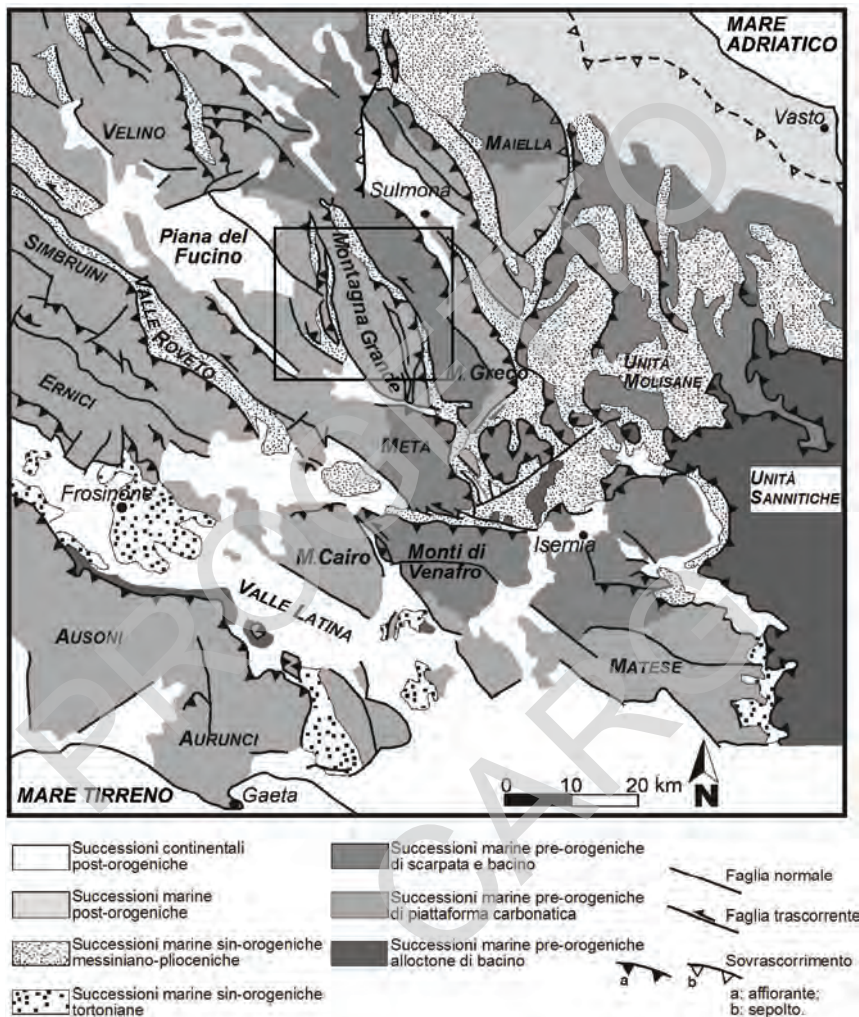 MARE
ADRIATICO
Vasto
VELINO
MAIELLA
Sulmona
Piana del
Fucino
SIMBRUINI
VALLE ROVETO
Montagna Grande
ERNICI
M. Greco
UNITÀ
MOLISANE
META
UNITÀ
SANNITICHE
Frosinone
M. Cairo
Monti di
Venafro
Isernia
VALLE LATINA
AUSONI
MATESE
AURUNCI
MARE TIRRENO
Gaeta
0 10 20 km
N
PROGETTO
CARG
Successioni continentali
post-orogeniche
Successioni marine
post-orogeniche
Successioni marine sin-orogeniche
messiniano-plioceniche
Successioni marine sin-orogeniche
tortoniane
Successioni marine pre-orogeniche
di scarpata e bacino
Successioni marine pre-orogeniche
di piattaforma carbonatica
Successioni marine pre-orogeniche
alloctone di bacino
Faglia normale
Faglia trascorrente
Sovrascorrimento
a b
a: affiorante;
b: sepolto.